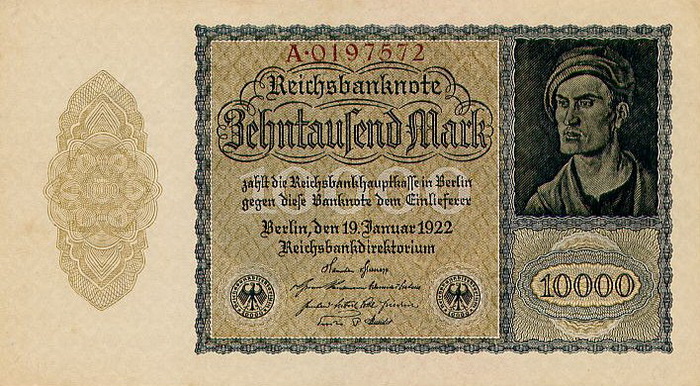 A·0197572
Reichsbanknote
Zehntausend Mark
zahlt die Reichsbankhauptkasse in Berlin
gegen diese Banknote dem Einlieferer
Berlin, den 19. Januar 1922
Reichsbankdirektorium
10000